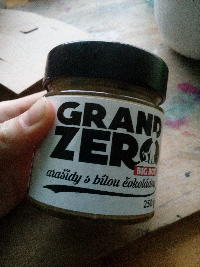 GRAND
ZERO
BIG BOY
arašídy s bílou čokoládou
250